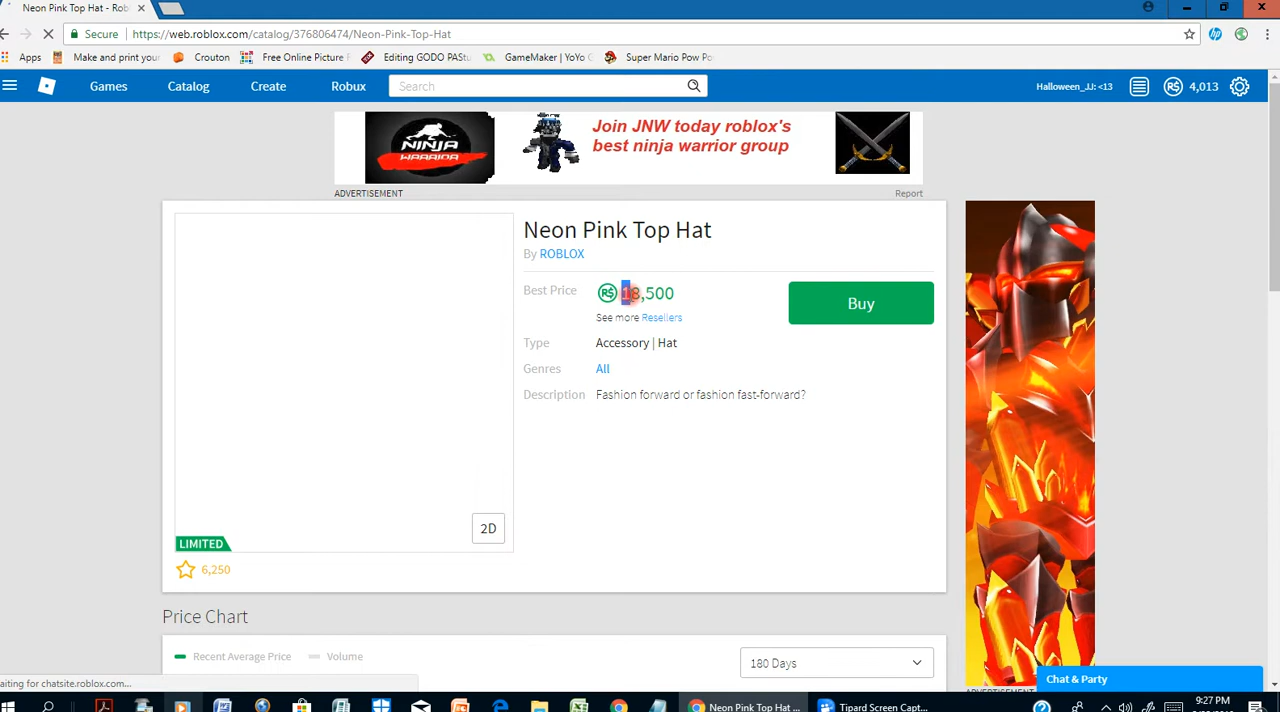 Neon Pink Top Hat - Rob
Secure https://web.roblox.com/catalog/376806474/Neon-Pink-Top-Hat
Apps Make and print your Crouton Free Online Picture Editing GODO PASt GameMaker | YoYo Super Mario Pow Po
Games Catalog Create Robux Search Halloween_JJ: <13 R$ 4,013
NINJA
WARRIOR
Join JNW today roblox's
best ninja warrior group
ADVERTISEMENT Report
Neon Pink Top Hat
By ROBLOX
Best Price R$ 18,500 Buy
See more Resellers
Type Accessory | Hat
Genres All
Description Fashion forward or fashion fast-forward?
2D
LIMITED
6,250
Price Chart
Recent Average Price Volume 180 Days
Chat & Party
aiting for chatsite.roblox.com...
ADVERTISEMENT
Neon Pink Top Hat ... Tipard Screen Capt... 9:27 PM